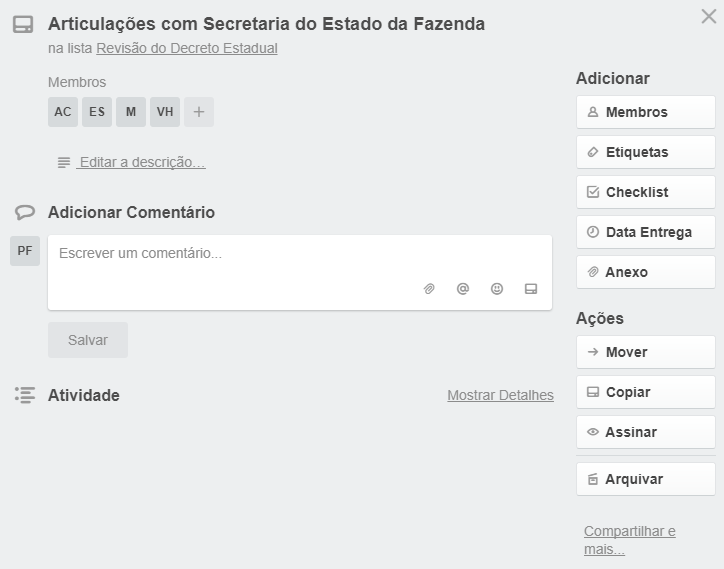 Articulações com Secretaria do Estado da Fazenda
na lista Revisão do Decreto Estadual
Membros
AC ES M VH
Editar a descrição...
Adicionar Comentário
PF
Escrever um comentário...
Salvar
Atividade
Mostrar Detalhes
Adicionar
Membros
Etiquetas
Checklist
Data Entrega
Anexo
Ações
Mover
Copiar
Assinar
Arquivar
Compartilhar e
mais...